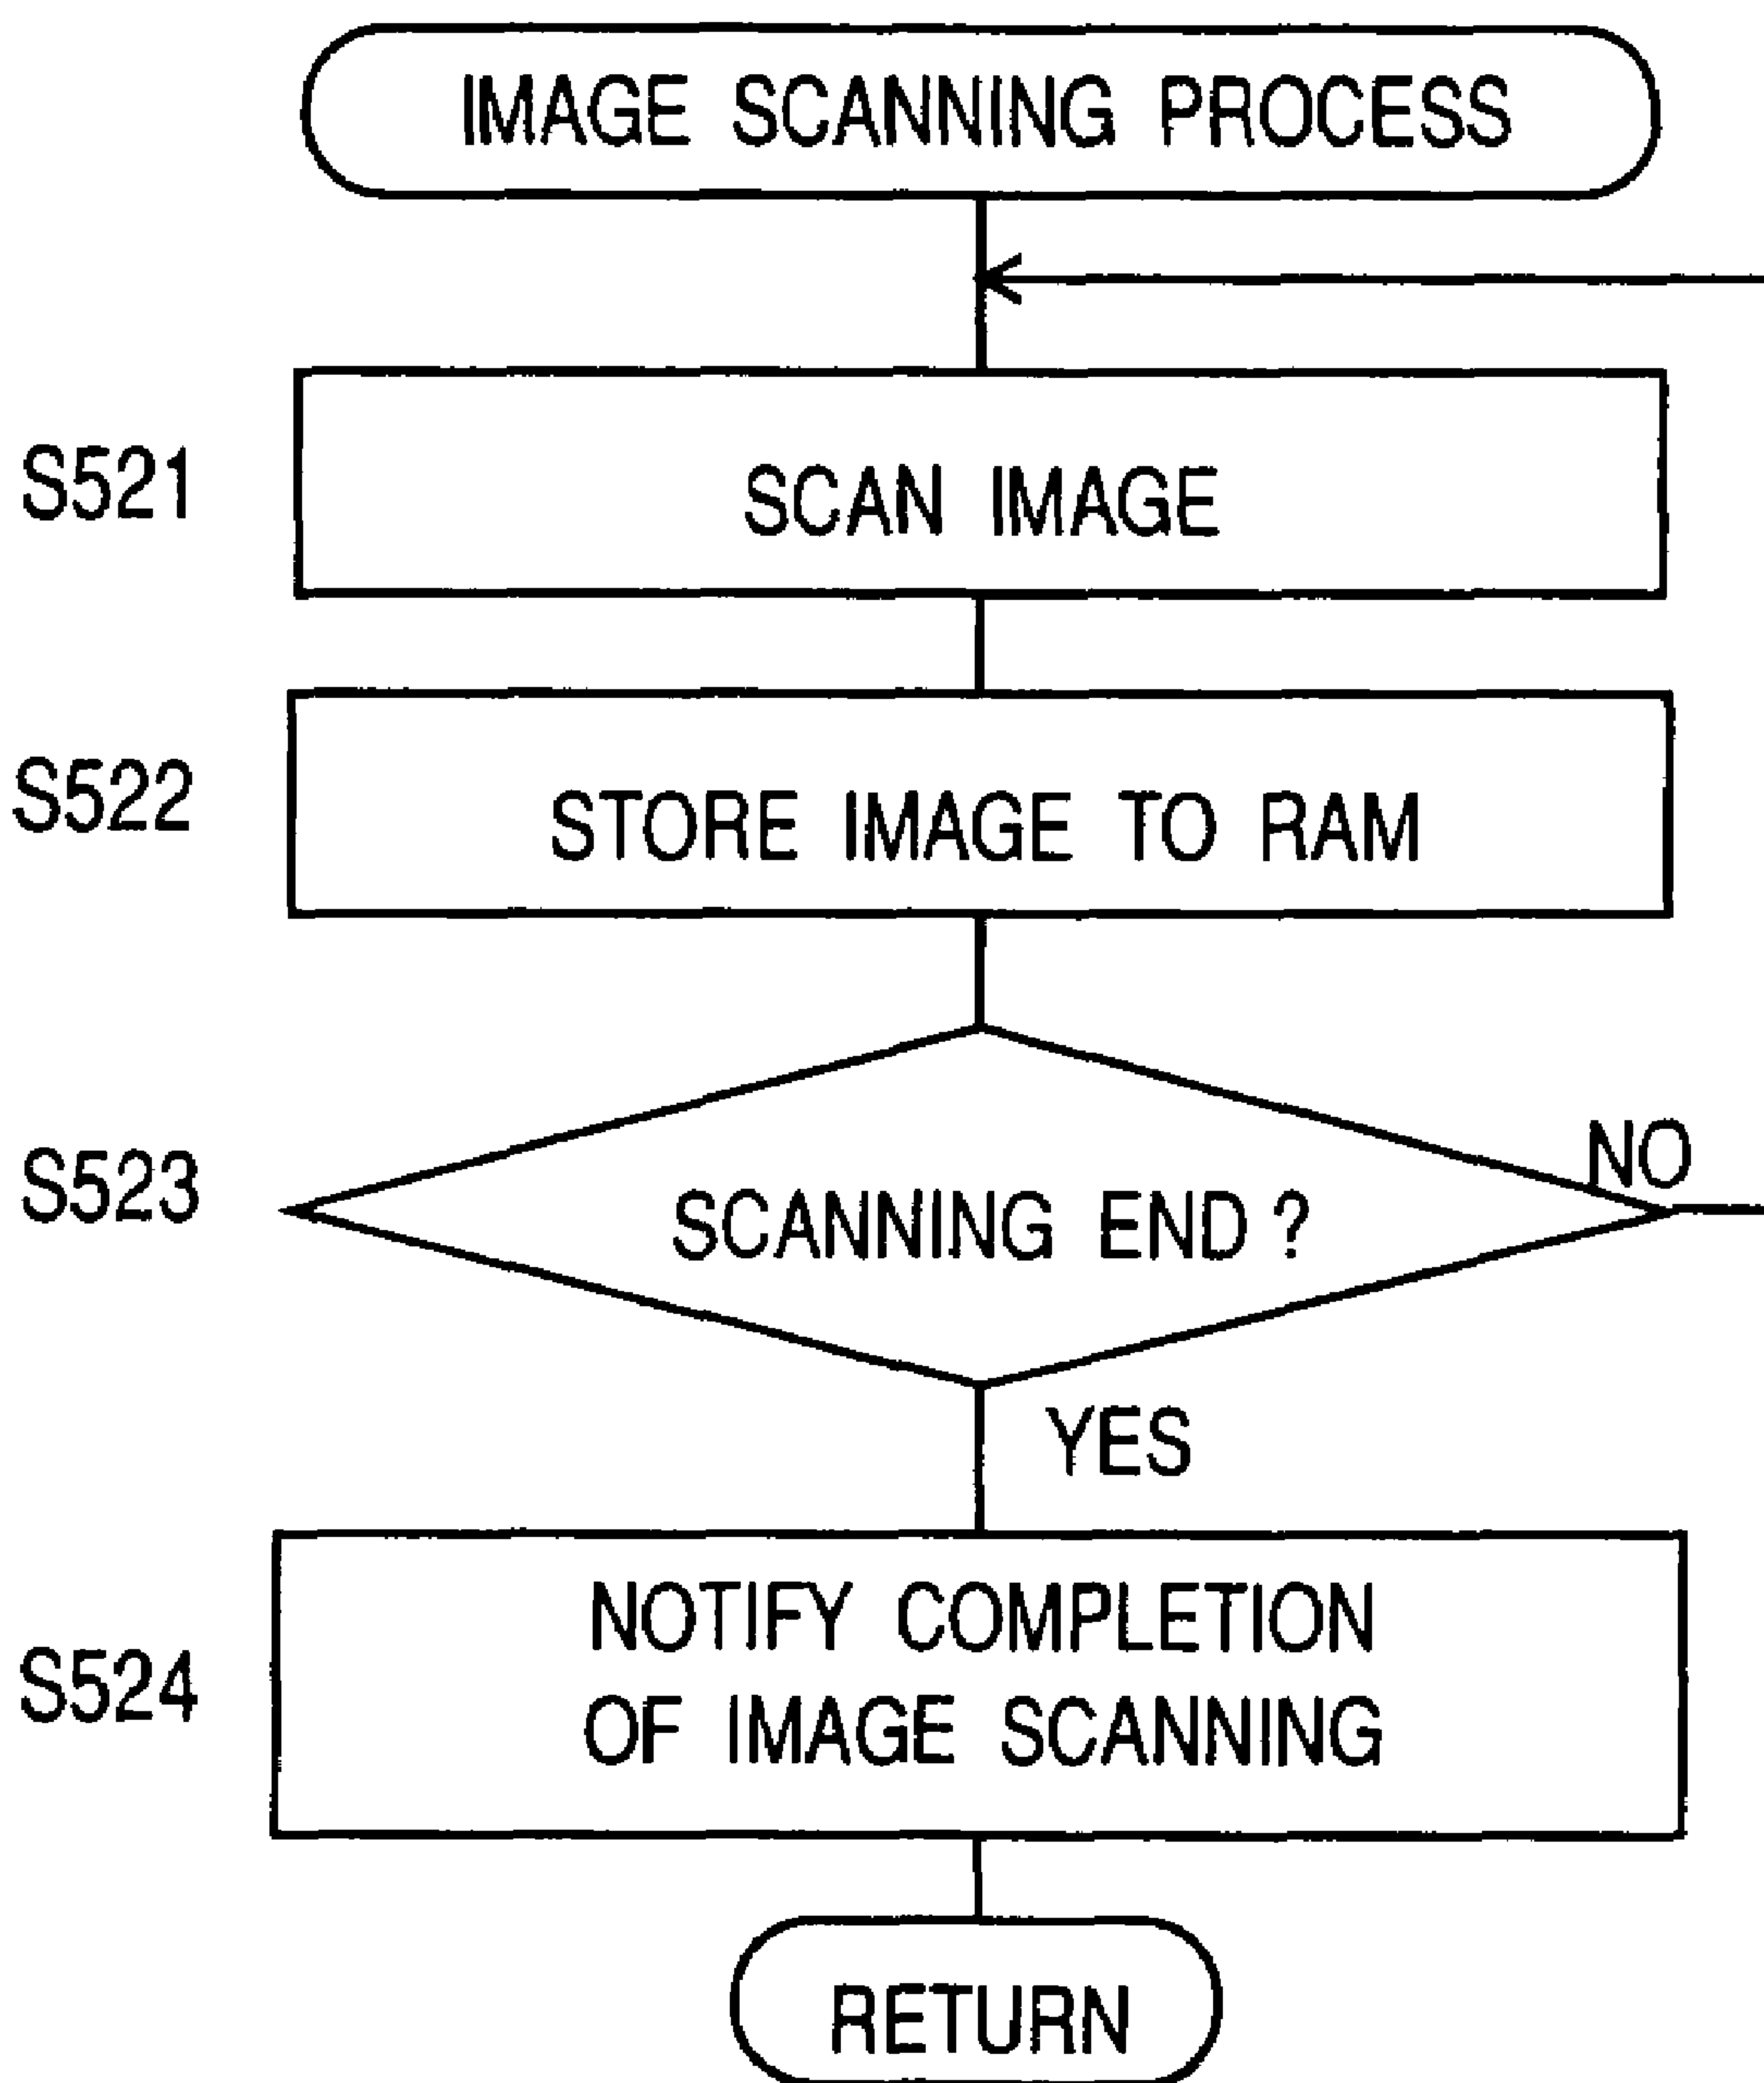 IMAGE SCANNING PROCESS
S521
SCAN IMAGE
S522
STORE IMAGE TO RAM
S523
SCANNING END ?
NO
YES
S524
NOTIFY COMPLETION
OF IMAGE SCANNING
RETURN